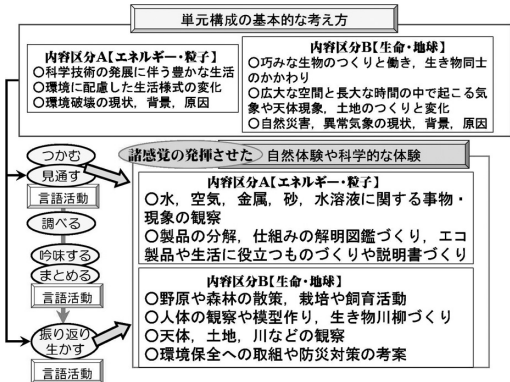 単元構成の基本的な考え方
内容区分A【エネルギー・粒子】
○科学技術の発展に伴う豊かな生活
○環境に配慮した生活様式の変化
○環境破壊の現状，背景，原因
内容区分B【生命・地球】
○巧みな生物のつくりと働き，生き物同士
のかかわり
○広大な空間と長大な時間の中で起こる気
象や天体現象，土地のつくりと変化
○自然災害，異常気象の現状，背景，原因
つかむ
見通す
言語活動
調べる
吟味する
まとめる
言語活動
振り返り
生かす
言語活動
諸感覚の発揮させた 自然体験や科学的な体験
内容区分A【エネルギー・粒子】
○水，空気，金属，砂，水溶液に関する事物・
現象の観察
○製品の分解，仕組みの解明図鑑づくり，エコ
製品や生活に役立つものづくりや説明書づくり
内容区分B【生命・地球】
○野原や森林の散策，栽培や飼育活動
○人体の観察や模型作り，生き物川柳づくり
○天体，土地，川などの観察
○環境保全への取組や防災対策の考案